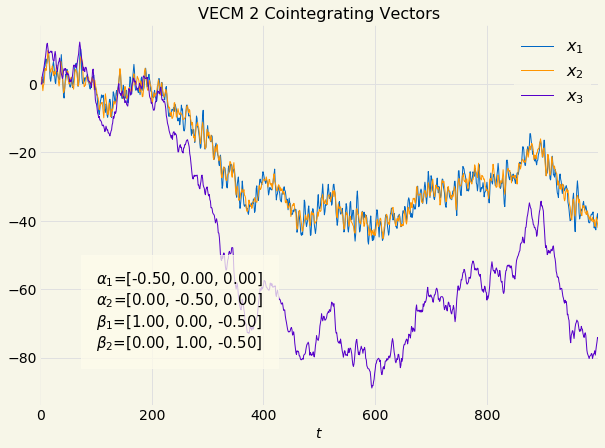 VECM 2 Cointegrating Vectors
x₁
x₂
x₃
0
−20
−40
−60
−80
α₁=[-0.50, 0.00, 0.00]
α₂=[0.00, -0.50, 0.00]
β₁=[1.00, 0.00, -0.50]
β₂=[0.00, 1.00, -0.50]
0 200 400 600 800
t